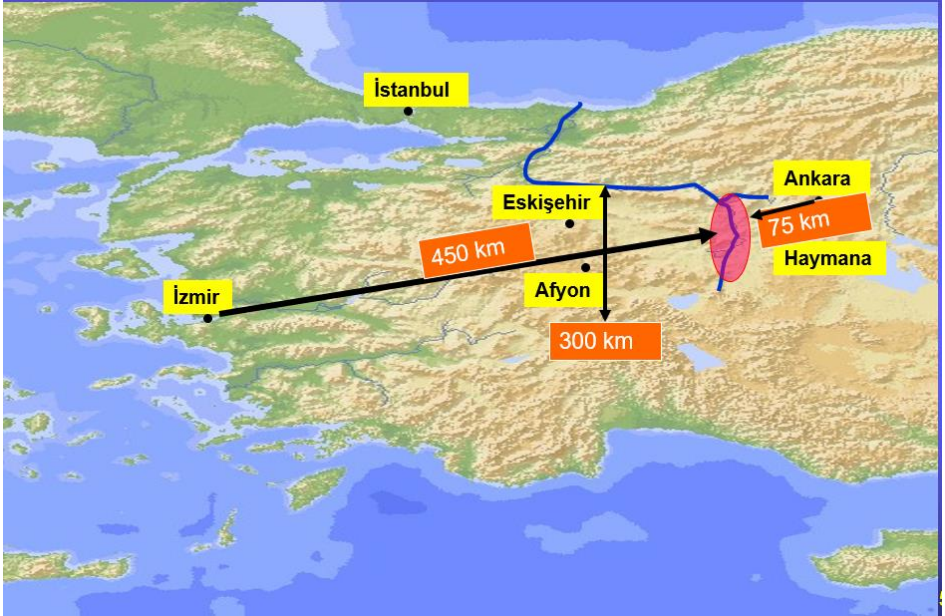 İstanbul
Ankara
Eskişehir
75 km
450 km
Haymana
Afyon
İzmir
300 km